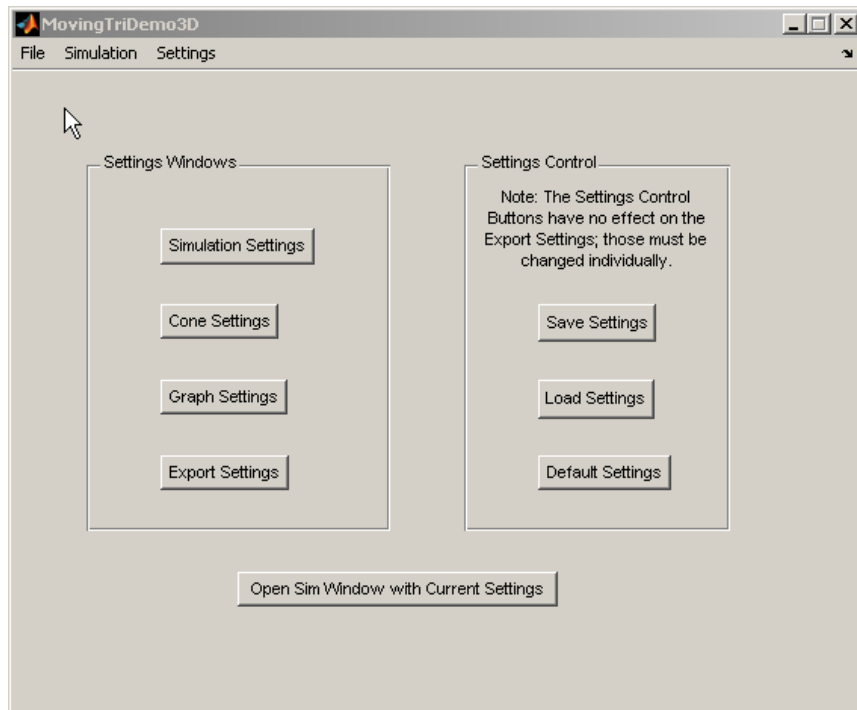 MovingTriDemo3D
File Simulation Settings
Settings Windows
Simulation Settings
Cone Settings
Graph Settings
Export Settings
Settings Control
Note: The Settings Control
Buttons have no effect on the
Export Settings; those must be
changed individually.
Save Settings
Load Settings
Default Settings
Open Sim Window with Current Settings